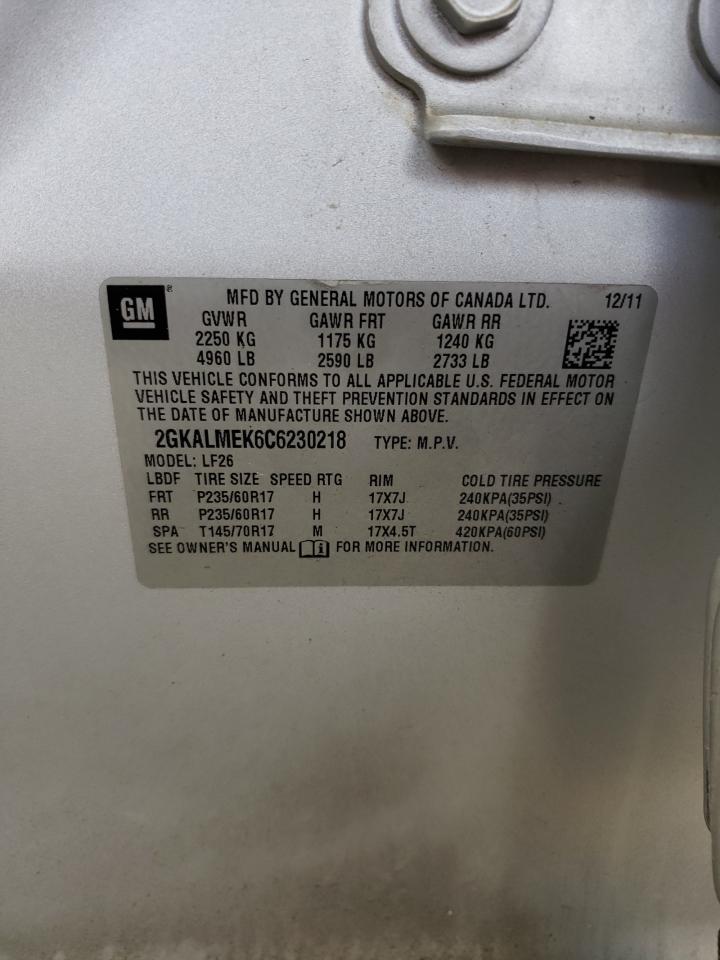 GM ® MFD BY GENERAL MOTORS OF CANADA LTD. 12/11
GVWR GAWR FRT GAWR RR
2250 KG 1175 KG 1240 KG
4960 LB 2590 LB 2733 LB
THIS VEHICLE CONFORMS TO ALL APPLICABLE U.S. FEDERAL MOTOR
VEHICLE SAFETY AND THEFT PREVENTION STANDARDS IN EFFECT ON
THE DATE OF MANUFACTURE SHOWN ABOVE.
2GKALMEK6C6230218 TYPE: M.P.V.
MODEL: LF26
LBDF TIRE SIZE SPEED RTG RIM COLD TIRE PRESSURE
FRT P235/60R17 H 17X7J 240KPA(35PSI)
RR P235/60R17 H 17X7J 240KPA(35PSI)
SPA T145/70R17 M 17X4.5T 420KPA(60PSI)
SEE OWNER'S MANUAL i FOR MORE INFORMATION.